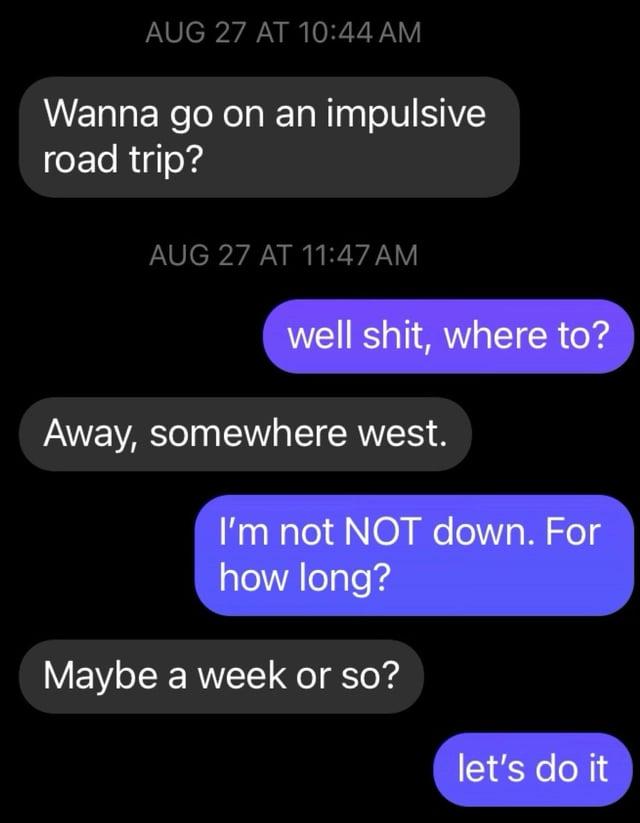 AUG 27 AT 10:44 AM
Wanna go on an impulsive
road trip?
AUG 27 AT 11:47 AM
well shit, where to?
Away, somewhere west.
I'm not NOT down. For
how long?
Maybe a week or so?
let's do it